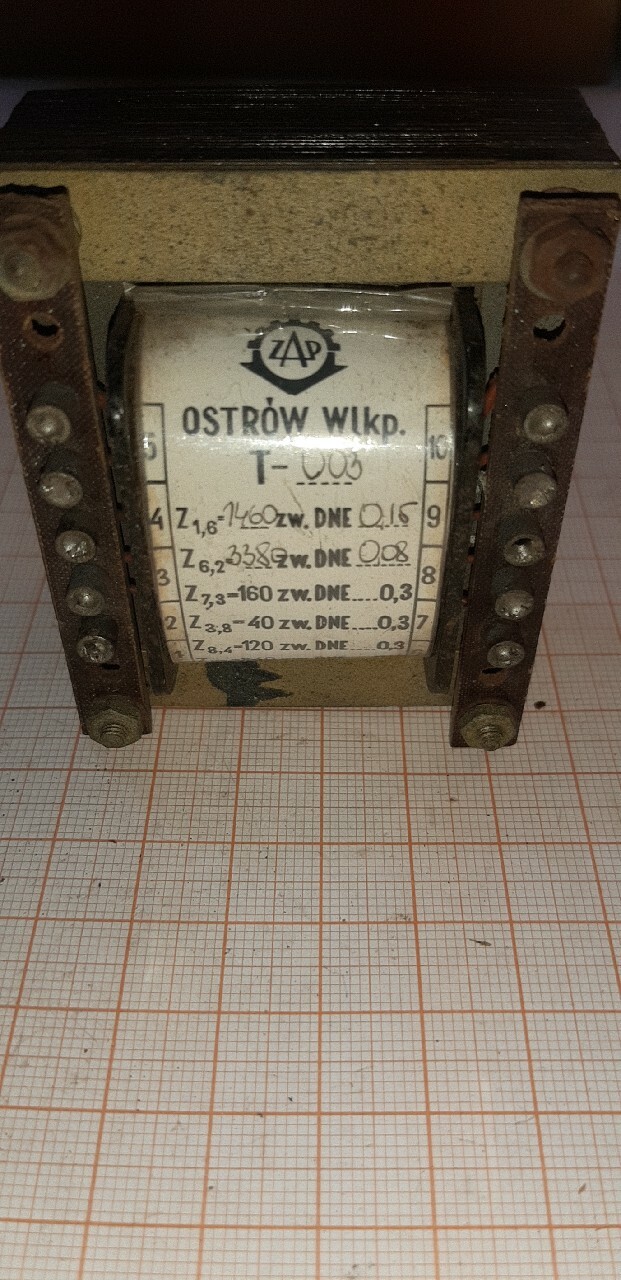 ZAP
OSTRÓW Wlkp.
T-003
5 10
4 Z1,6=1460 zw. DNE 0,15 9
Z6,2=3380 zw. DNE 0,08
3 Z7,3=160 zw. DNE....0,3 8
2 Z3,8=40 zw. DNE....0,3 7
Z8,4=120 zw. DNE....0,3